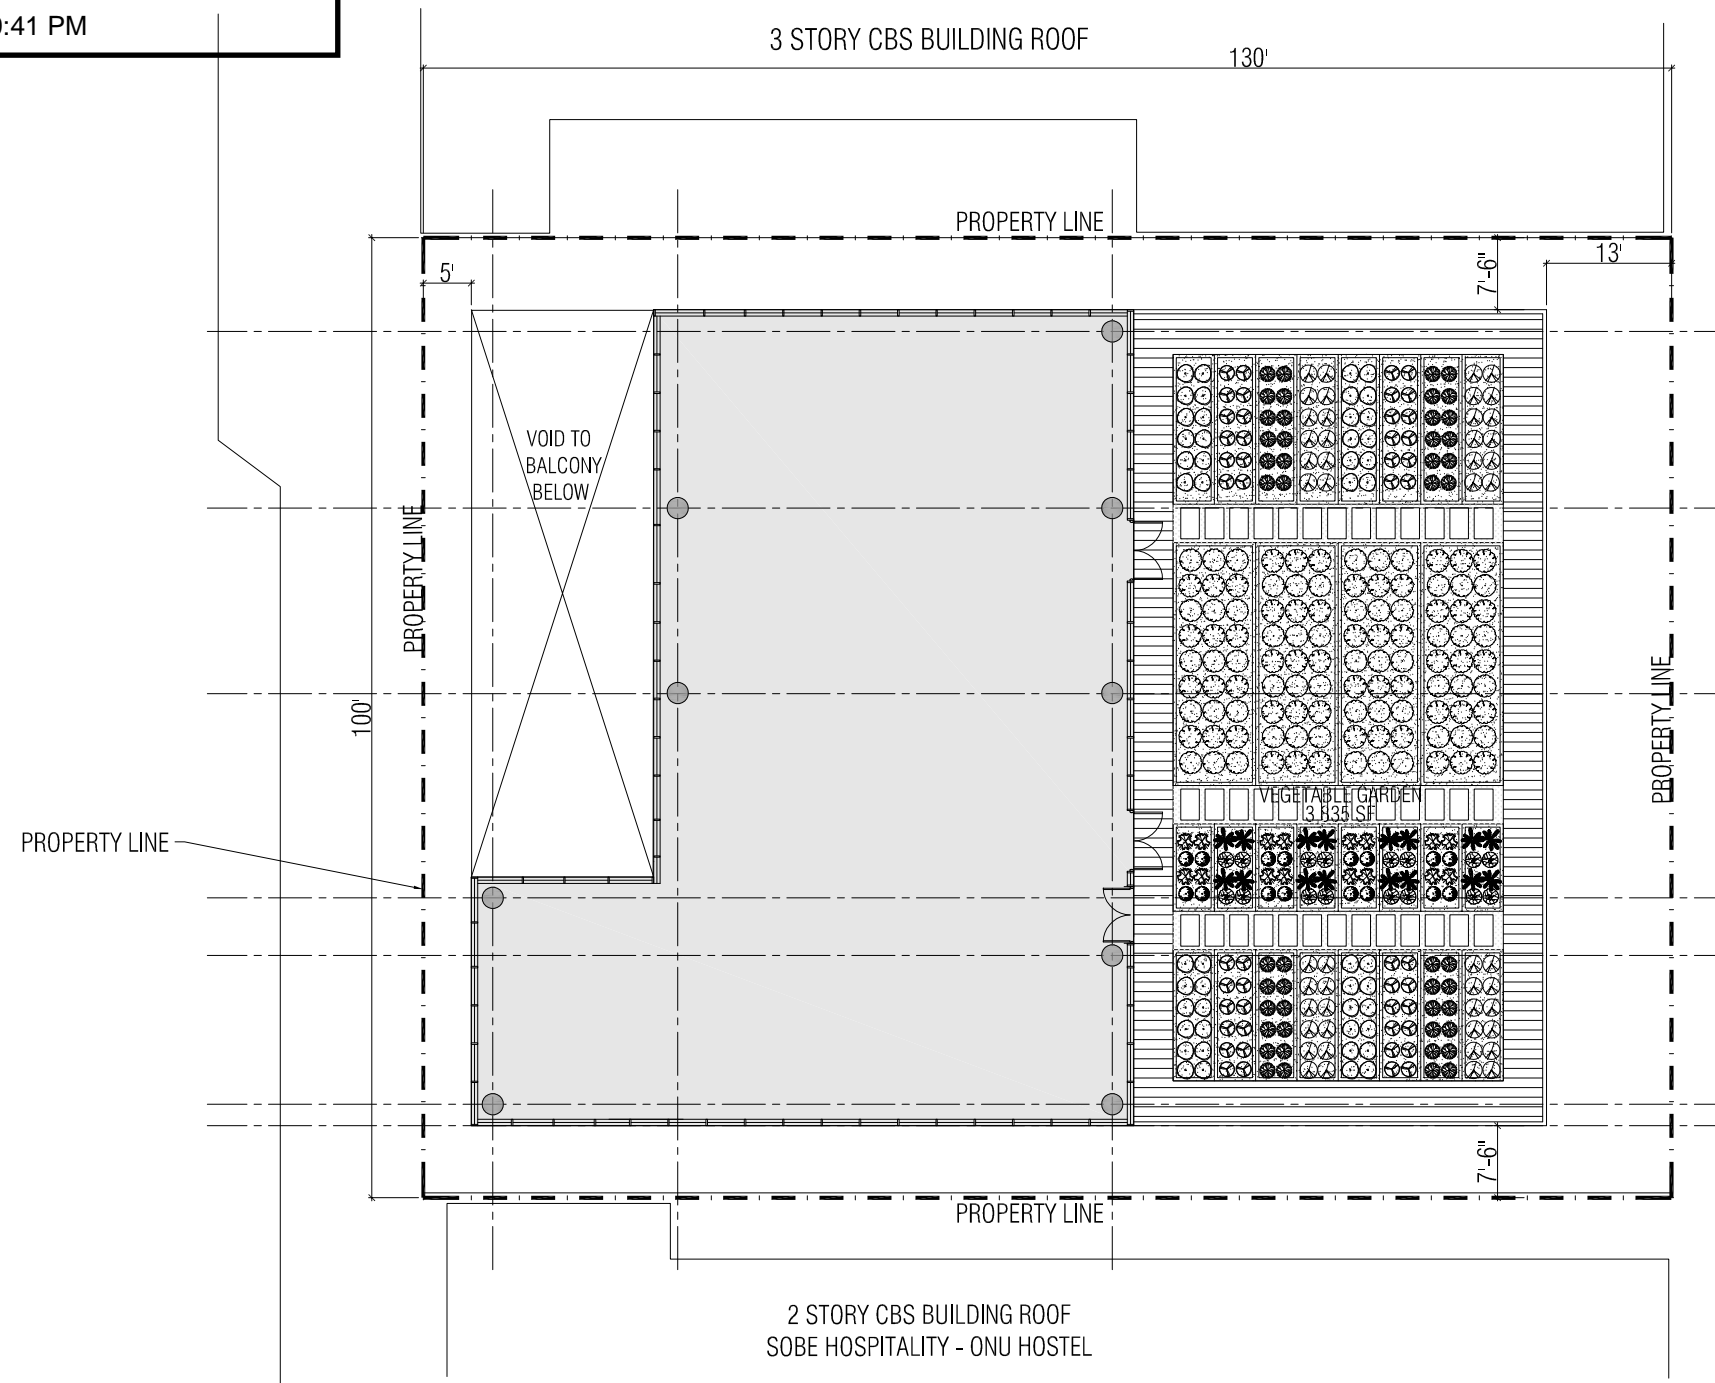 :41 PM
3 STORY CBS BUILDING ROOF
130'
PROPERTY LINE
5'
7'-6"
13'
VOID TO
BALCONY
BELOW
PROPERTY LINE
100'
PROPERTY LINE
VEGETABLE GARDEN
SF
PROPERTY LINE
7'-6"
PROPERTY LINE
2 STORY CBS BUILDING ROOF
SOBE HOSPITALITY - ONU HOSTEL